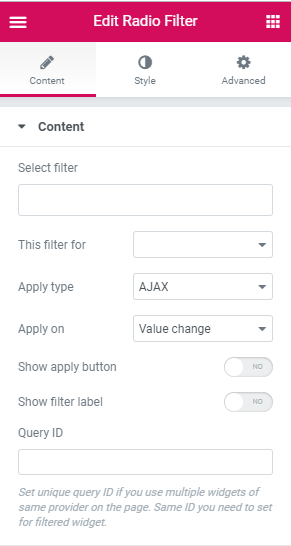 Edit Radio Filter
Content
Style
Advanced
Content
Select filter
This filter for
Apply type
AJAX
Apply on
Value change
Show apply button
NO
Show filter label
NO
Query ID
Set unique query ID if you use multiple widgets of
same provider on the page. Same ID you need to set
for filtered widget.